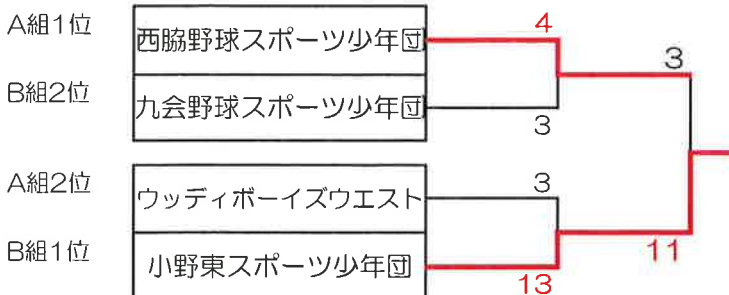 A組1位
西脇野球スポーツ少年団
4
3
B組2位
九会野球スポーツ少年団
3
A組2位
ウッディボーイズウエスト
3
B組1位
小野東スポーツ少年団
13
11